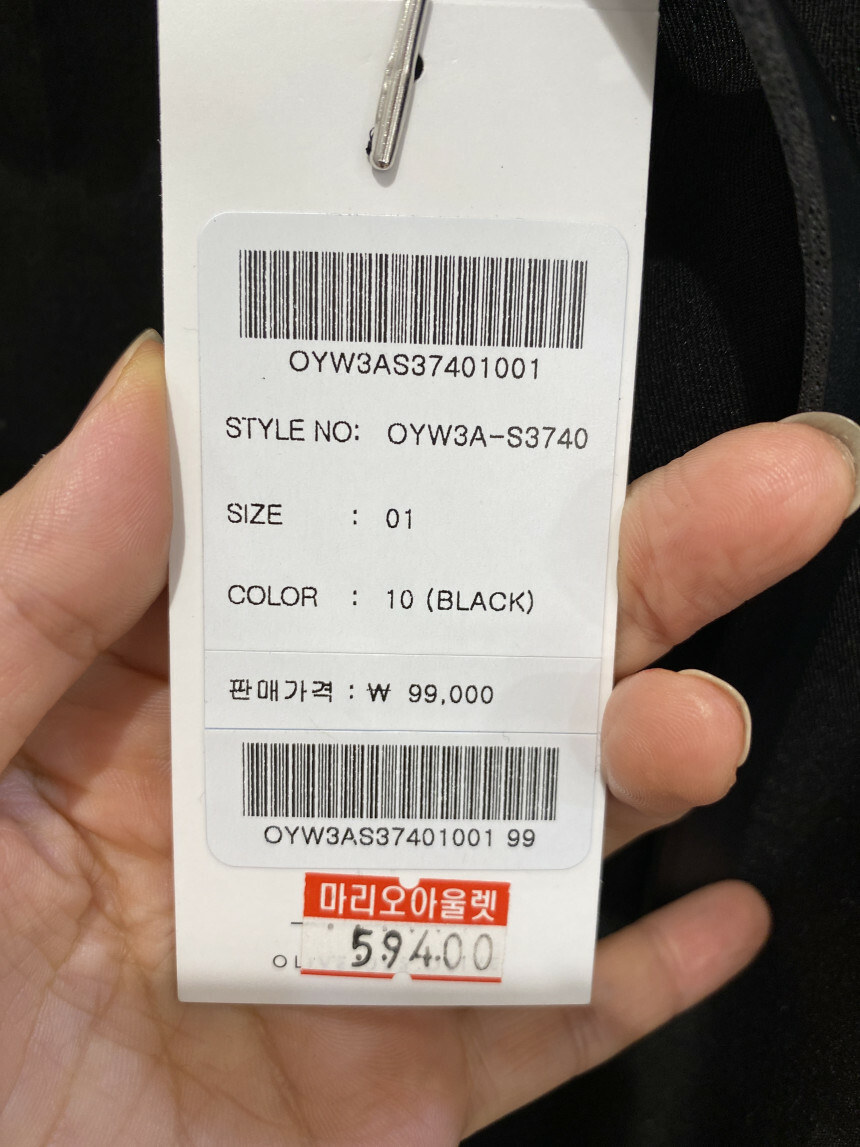 OYW3AS37401001
STYLE NO: OYW3A-S3740
SIZE : 01
COLOR : 10 (BLACK)
판매가격 : ₩ 99,000
OYW3AS37401001 99
마리오아울렛
59400